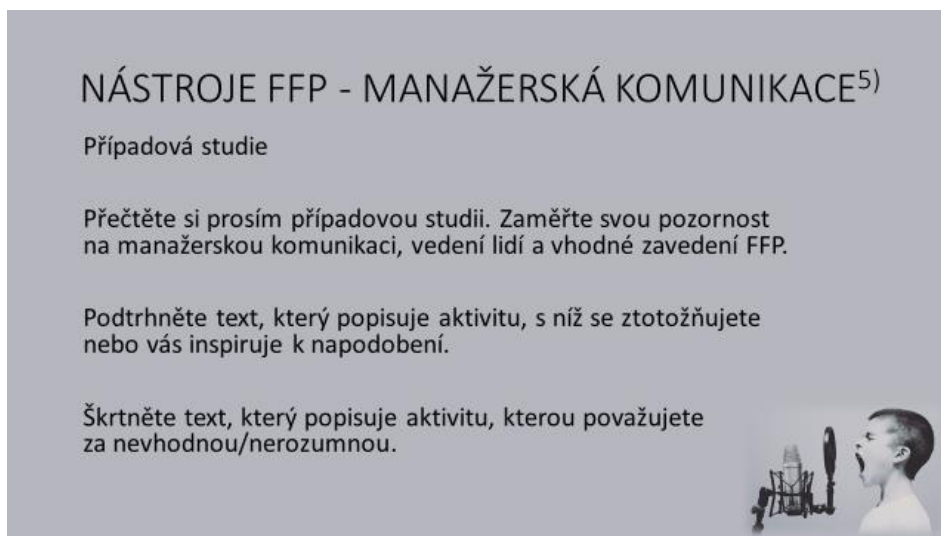 NÁSTROJE FFP - MANAŽERSKÁ KOMUNIKACE5)
Případová studie
Přečtěte si prosím případovou studii. Zaměřte svou pozornost
na manažerskou komunikaci, vedení lidí a vhodné zavedení FFP.
Podtrhněte text, který popisuje aktivitu, s níž se ztotožňujete
nebo vás inspiruje k napodobení.
Škrtněte text, který popisuje aktivitu, kterou považujete
za nevhodnou/nerozumnou.